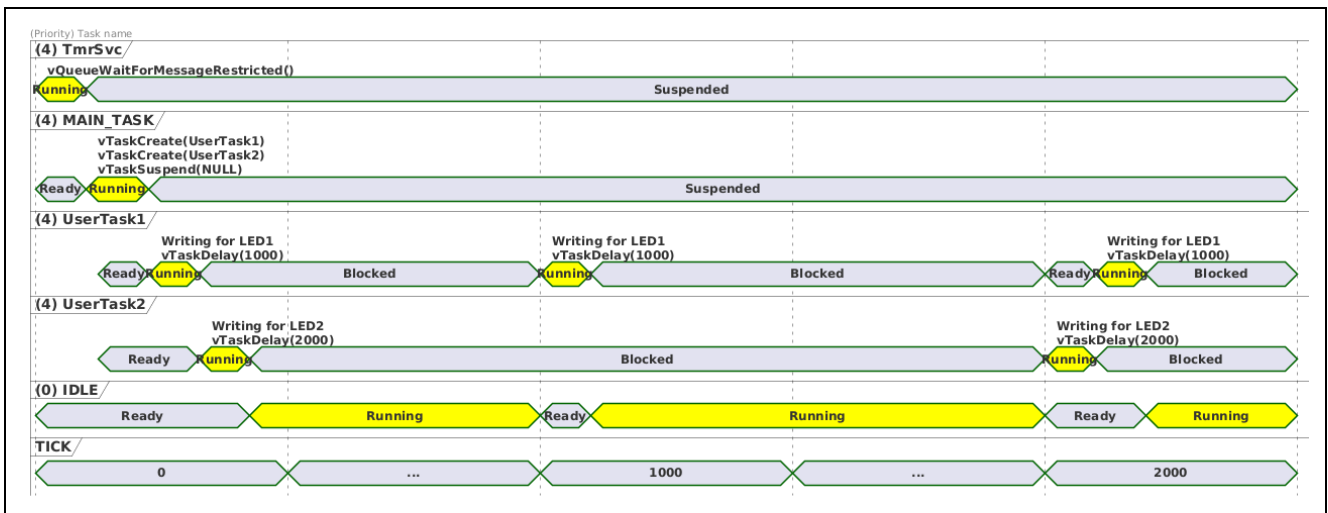 (Priority) Task name
(4) TmrSvc
vQueueWaitForMessageRestricted()
Running Suspended
(4) MAIN_TASK
vTaskCreate(UserTask1)
vTaskCreate(UserTask2)
vTaskSuspend(NULL)
Ready Running Suspended
(4) UserTask1
Writing for LED1 Writing for LED1 Writing for LED1
vTaskDelay(1000) vTaskDelay(1000) vTaskDelay(1000)
Ready Running Blocked Running Blocked Ready Running Blocked
(4) UserTask2
Writing for LED2 Writing for LED2
vTaskDelay(2000) vTaskDelay(2000)
Ready Running Blocked Running Blocked
(0) IDLE
Ready Running Ready Running Ready Running
TICK
0 ... 1000 ... 2000